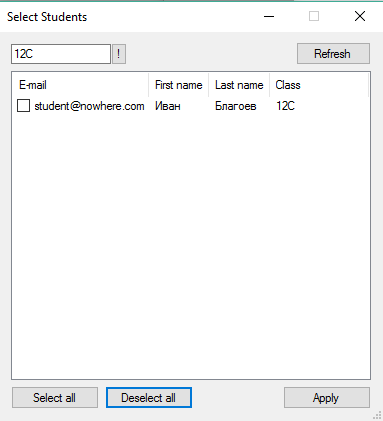 Select Students
12C ! Refresh
E-mail First name Last name Class
student@nowhere.com Иван Благоев 12C
Select all Deselect all Apply